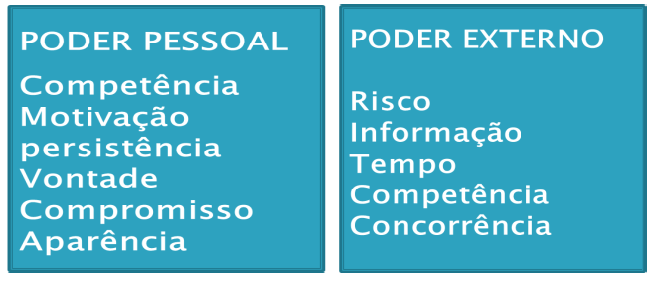 PODER PESSOAL
Competência
Motivação
persistência
Vontade
Compromisso
Aparência
PODER EXTERNO
Risco
Informação
Tempo
Competência
Concorrência